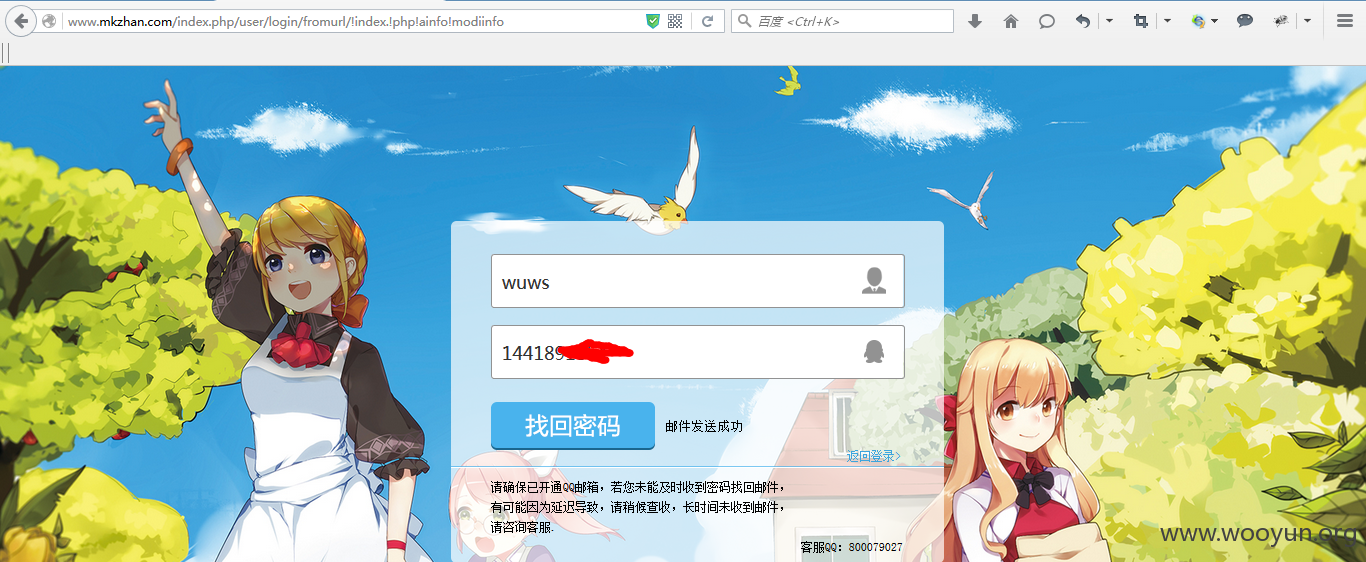 www.mkzhan.com/index.php/user/login/fromurl/!index.!php!ainfo!modiinfo
百度 <Ctrl+K>
wuws
144189
找回密码
邮件发送成功
返回登录>
请确保已开通QQ邮箱，若您未能及时收到密码找回邮件，
有可能因为延迟导致，请稍候查收，长时间未收到邮件，
请咨询客服.
客服QQ：800079027
www.wooyun.org